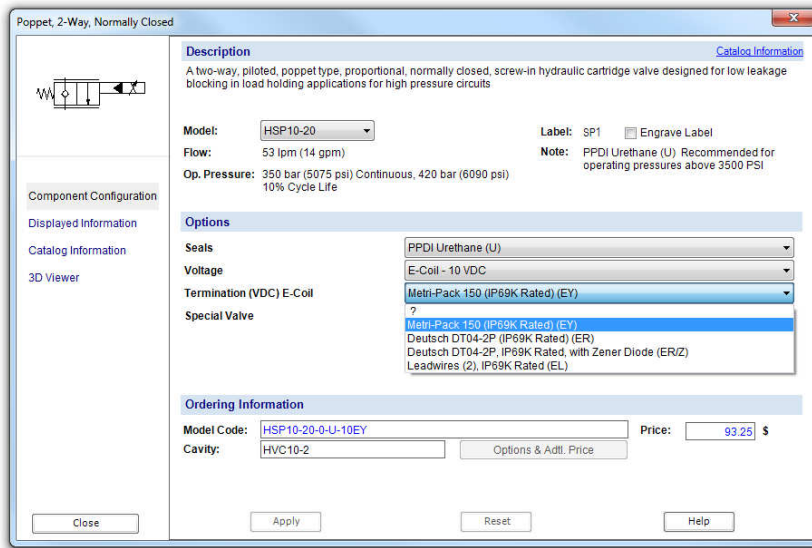 Poppet, 2-Way, Normally Closed
Description
Catalog Information
A two-way, piloted, poppet type, proportional, normally closed, screw-in hydraulic cartridge valve designed for low leakage
blocking in load holding applications for high pressure circuits
Model: HSP10-20 Label: SP1 Engrave Label
Flow: 53 lpm (14 gpm) Note: PPDI Urethane (U) Recommended for
operating pressures above 3500 PSI
Op. Pressure: 350 bar (5075 psi) Continuous, 420 bar (6090 psi)
10% Cycle Life
Component Configuration
Displayed Information
Catalog Information
3D Viewer
Options
Seals PPDI Urethane (U)
Voltage E-Coil - 10 VDC
Termination (VDC) E-Coil Metri-Pack 150 (IP69K Rated) (EY)
Special Valve
?
Metri-Pack 150 (IP69K Rated) (EY)
Deutsch DT04-2P (IP69K Rated) (ER)
Deutsch DT04-2P, IP69K Rated, with Zener Diode (ER/Z)
Leadwires (2), IP69K Rated (EL)
Ordering Information
Model Code: HSP10-20-0-U-10EY Price: 93.25 $
Cavity: HVC10-2 Options & Adtl. Price
Close Apply Reset Help